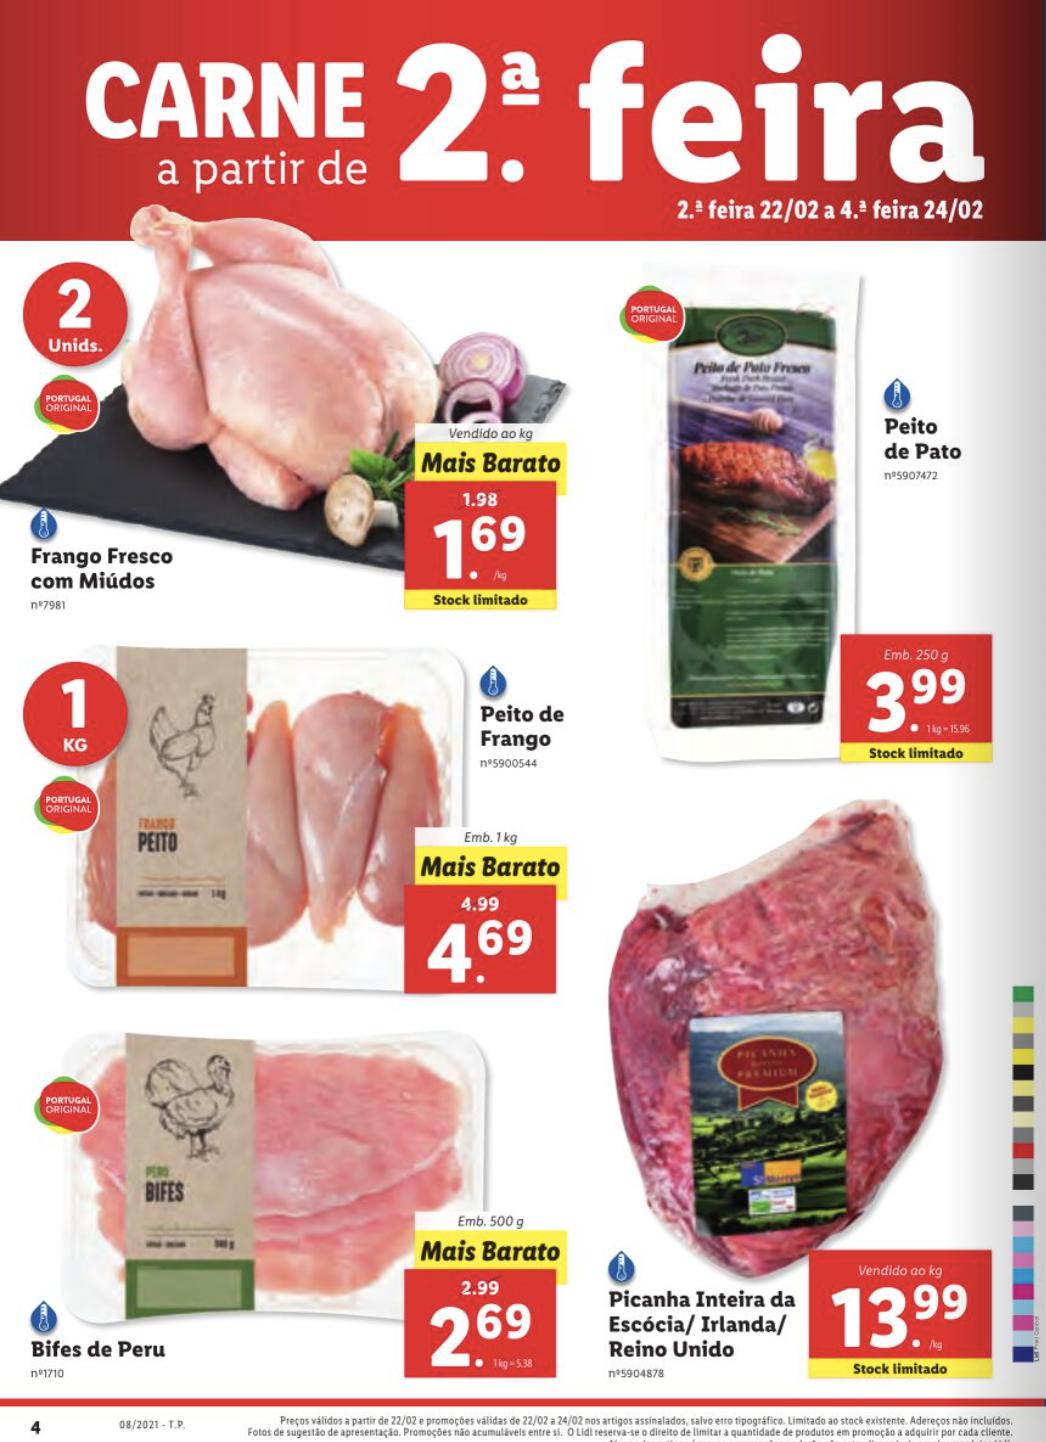 CARNE
a partir de
2.ª feira
2.ª feira 22/02 a 4.ª feira 24/02
2
Unids.
PORTUGAL
ORIGINAL
Vendido ao kg
Mais Barato
1.98
1.69
/kg
Stock limitado
Frango Fresco
com Miúdos
nº7981
PORTUGAL
ORIGINAL
Peito de Pato Fresco
Peito
de Pato
nº5907472
Emb. 250 g
3.99
1 kg = 15.96
Stock limitado
1
KG
PORTUGAL
ORIGINAL
FRANGO
PEITO
1 kg
Peito de
Frango
nº5900544
Emb. 1 kg
Mais Barato
4.99
4.69
PORTUGAL
ORIGINAL
PERU
BIFES
500 g
Emb. 500 g
Mais Barato
2.99
2.69
1 kg = 5.38
Bifes de Peru
nº1710
PICANHA
PREMIUM
Picanha Inteira da
Escócia/ Irlanda/
Reino Unido
nº5904878
Vendido ao kg
13.99
/kg
Stock limitado
4
08/2021 - T.P.
Preços válidos a partir de 22/02 e promoções válidas de 22/02 a 24/02 nos artigos assinalados, salvo erro tipográfico. Limitado ao stock existente. Adereços não incluídos.
Fotos de sugestão de apresentação. Promoções não acumuláveis entre si. O Lidl reserva-se o direito de limitar a quantidade de produtos em promoção a adquirir por cada cliente.